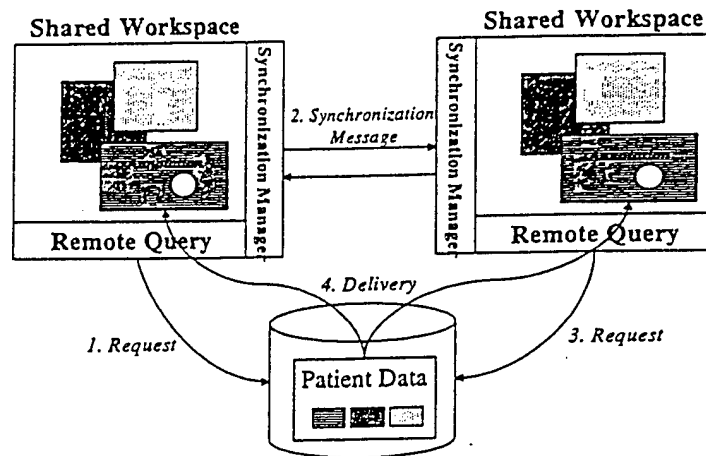 Shared Workspace
Shared Workspace
Synchronization Manager
2. Synchronization
Message
Synchronization Manager
Remote Query
Remote Query
4. Delivery
1. Request
3. Request
Patient Data